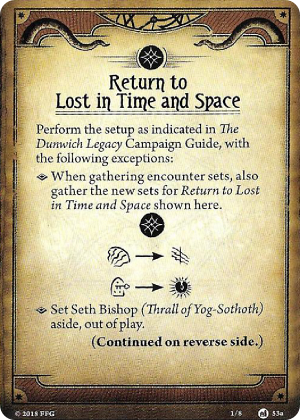 Return to
Lost in Time and Space
Perform the setup as indicated in The
Dunwich Legacy Campaign Guide, with
the following exceptions:
When gathering encounter sets, also
gather the new sets for Return to Lost
in Time and Space shown here.
Set Seth Bishop (Thrall of Yog-Sothoth)
aside, out of play.
(Continued on reverse side.)
© 2018 FFG
1/8
53a